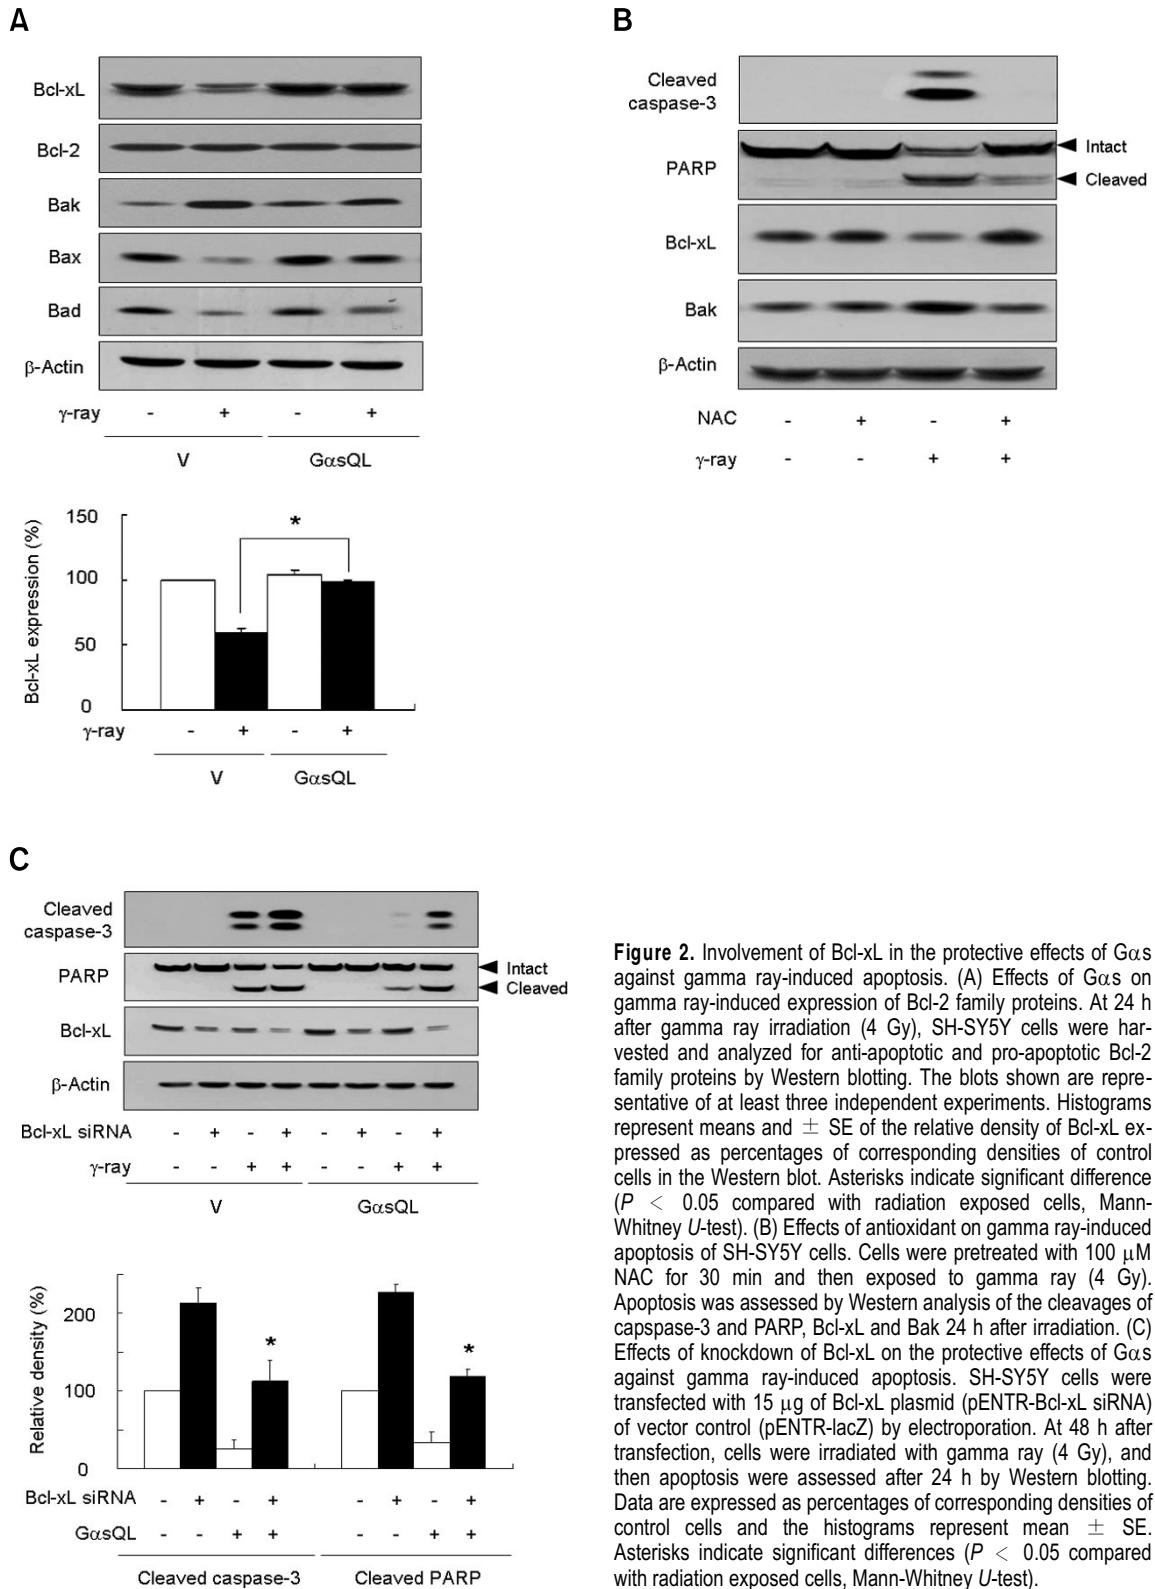 A
Bcl-xL
Bcl-2
Bak
Bax
Bad
β-Actin
γ-ray - + - +
V GαsQL
150
100
50
0
Bcl-xL expression (%)
*
γ-ray - + - +
V GαsQL
B
Cleaved
caspase-3
PARP
Intact
Cleaved
Bcl-xL
Bak
β-Actin
NAC - + - +
γ-ray - - + +
C
Cleaved
caspase-3
PARP
Intact
Cleaved
Bcl-xL
β-Actin
Bcl-xL siRNA - + - + - + - +
γ-ray - - + + - - + +
V GαsQL
Relative density (%)
200
100
0
* *
Bcl-xL siRNA - + - + - + - +
GαsQL - - + + - - + +
Cleaved caspase-3 Cleaved PARP
Figure 2. Involvement of Bcl-xL in the protective effects of Gαs
against gamma ray-induced apoptosis. (A) Effects of Gαs on
gamma ray-induced expression of Bcl-2 family proteins. At 24 h
after gamma ray irradiation (4 Gy), SH-SY5Y cells were har-
vested and analyzed for anti-apoptotic and pro-apoptotic Bcl-2
family proteins by Western blotting. The blots shown are repre-
sentative of at least three independent experiments. Histograms
represent means and ± SE of the relative density of Bcl-xL ex-
pressed as percentages of corresponding densities of control
cells in the Western blot. Asterisks indicate significant difference
(P < 0.05 compared with radiation exposed cells, Mann-
Whitney U-test). (B) Effects of antioxidant on gamma ray-induced
apoptosis of SH-SY5Y cells. Cells were pretreated with 100 μM
NAC for 30 min and then exposed to gamma ray (4 Gy).
Apoptosis was assessed by Western analysis of the cleavages of
capspase-3 and PARP, Bcl-xL and Bak 24 h after irradiation. (C)
Effects of knockdown of Bcl-xL on the protective effects of Gαs
against gamma ray-induced apoptosis. SH-SY5Y cells were
transfected with 15 μg of Bcl-xL plasmid (pENTR-Bcl-xL siRNA)
of vector control (pENTR-lacZ) by electroporation. At 48 h after
transfection, cells were irradiated with gamma ray (4 Gy), and
then apoptosis were assessed after 24 h by Western blotting.
Data are expressed as percentages of corresponding densities of
control cells and the histograms represent mean ± SE.
Asterisks indicate significant differences (P < 0.05 compared
with radiation exposed cells, Mann-Whitney U-test).